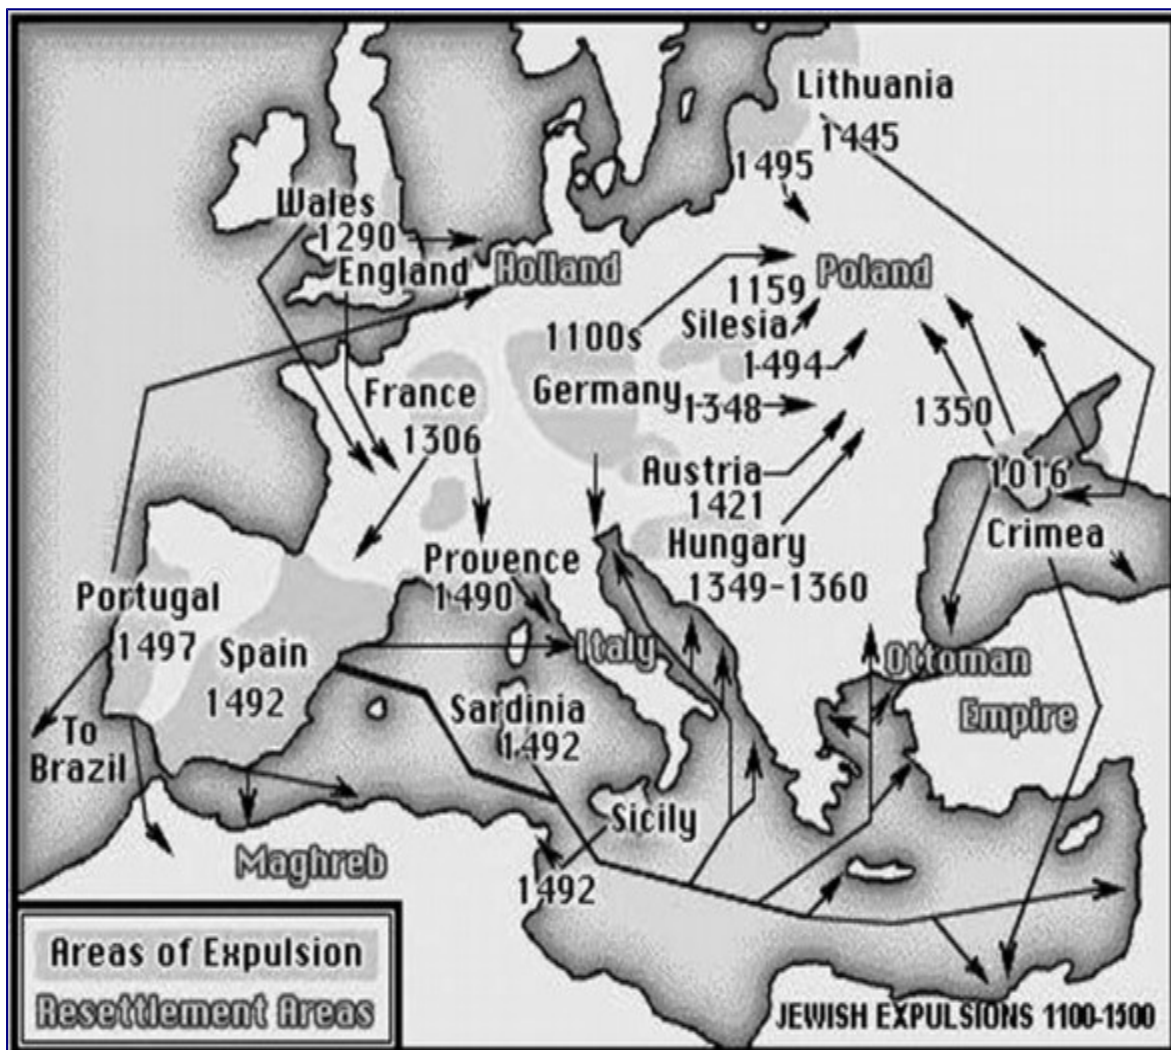 Lithuania
1445
1495
Wales
1290
England
Holland
Poland
1159
Silesia
1100s
1494
France
Germany
1348
1350
1306
Austria
1421
1016
Hungary
Crimea
Provence
1349-1360
1490
Portugal
1497
Spain
1492
Italy
Ottoman
Empire
Sardinia
1492
To
Brazil
Sicily
Maghreb
1492
Areas of Expulsion
Resettlement Areas
JEWISH EXPULSIONS 1100-1500